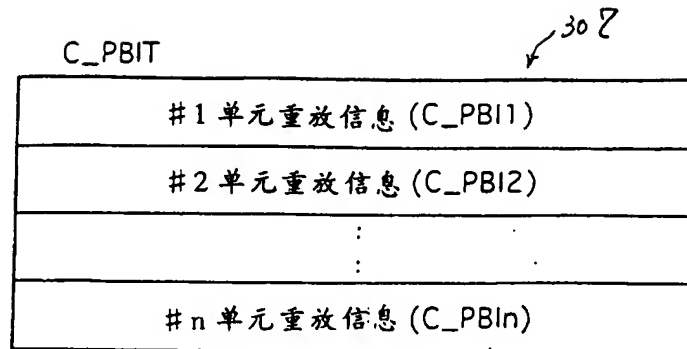 302
C_PBIT
#1 单元重放信息 (C_PBI1)
#2 单元重放信息 (C_PBI2)
:
:
#n 单元重放信息 (C_PBIn)